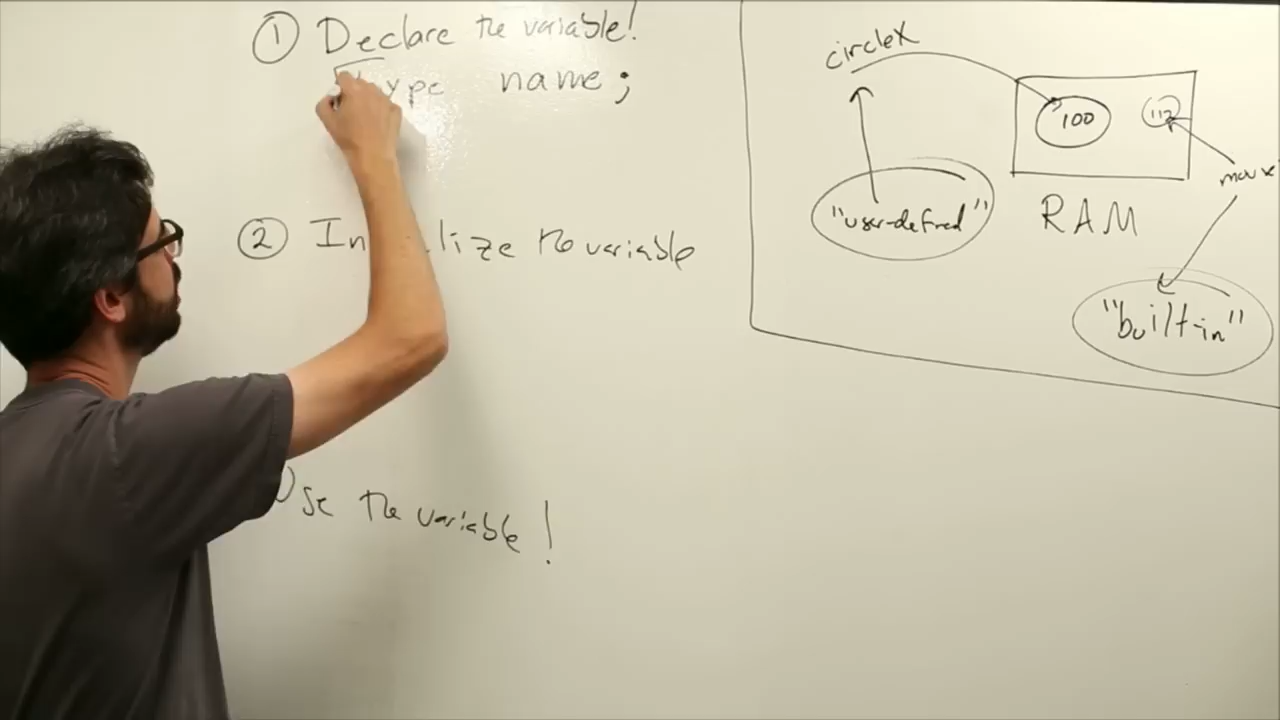 ① Declare the variable!
type name;
② Initialize the variable
Use the variable!
circleX
100
117
"user-defined"
RAM
"built-in"